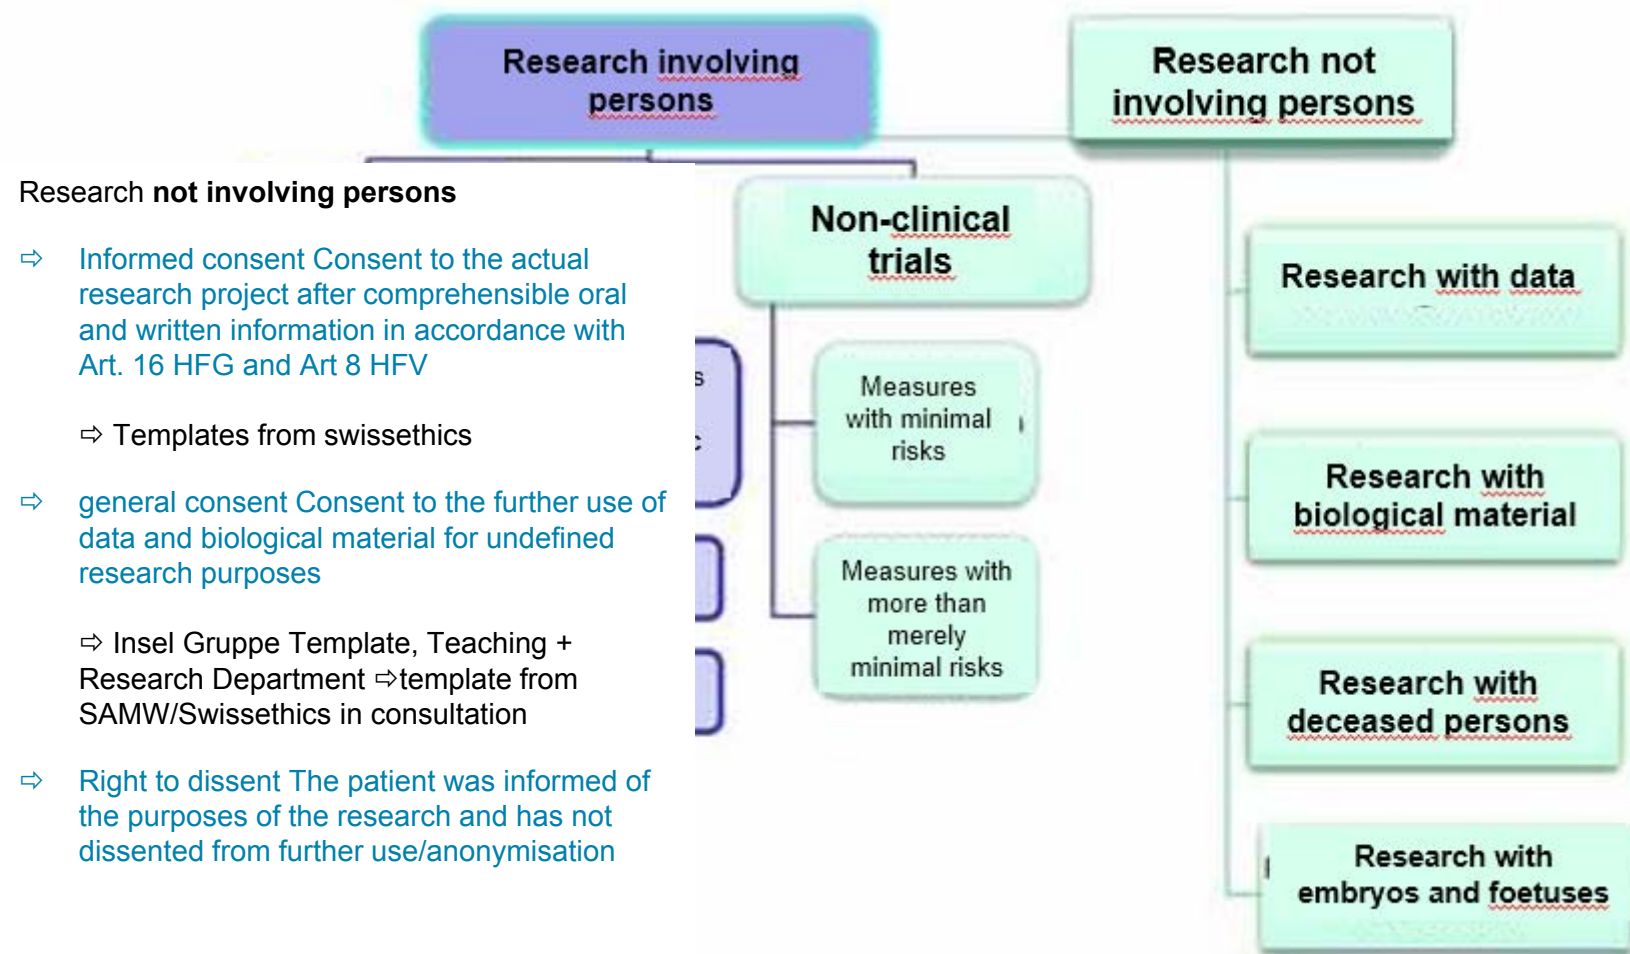 Research involving
persons
Research not
involving persons
Research not involving persons
⇨ Informed consent Consent to the actual
research project after comprehensible oral
and written information in accordance with
Art. 16 HFG and Art 8 HFV
⇨ Templates from swissethics
⇨ general consent Consent to the further use of
data and biological material for undefined
research purposes
⇨ Insel Gruppe Template, Teaching +
Research Department ⇨template from
SAMW/Swissethics in consultation
⇨ Right to dissent The patient was informed of
the purposes of the research and has not
dissented from further use/anonymisation
Non-clinical
trials
s
c
Measures
with minimal
risks
Measures with
more than
merely
minimal risks
Research with data
Research with
biological material
Research with
deceased persons
Research with
embryos and foetuses